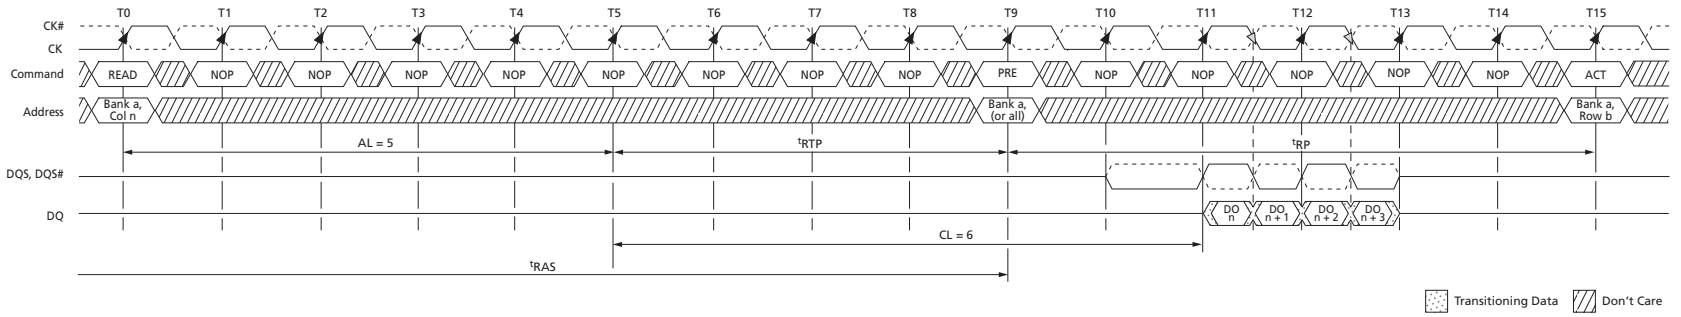 T0 T1 T2 T3 T4 T5 T6 T7 T8 T9 T10 T11 T12 T13 T14 T15
CK#
CK
Command READ NOP NOP NOP NOP NOP NOP NOP NOP PRE NOP NOP NOP NOP NOP ACT
Address Bank a, Col n Bank a, (or all) Bank a, Row b
AL = 5 tRTP tRP
DQS, DQS#
DQ DO n DO n + 1 DO n + 2 DO n + 3
CL = 6
tRAS
Transitioning Data Don't Care